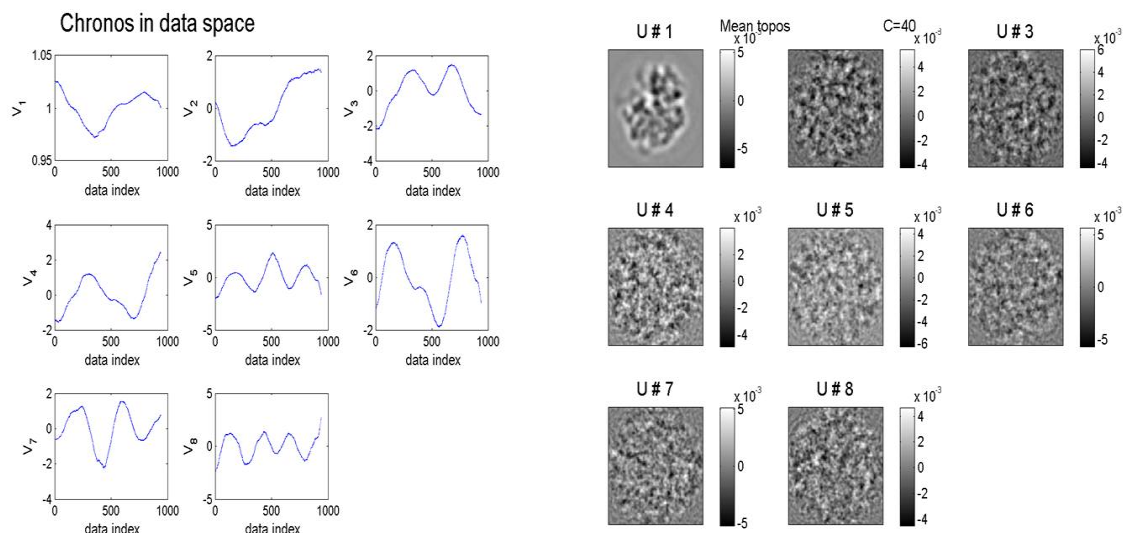 Chronos in data space
1.05
1
0.95
V1
0 500 1000
data index
2
0
-2
V2
0 500 1000
data index
2
0
-2
-4
V3
0 500 1000
data index
4
2
0
-2
V4
0 500 1000
data index
5
0
-5
V5
0 500 1000
data index
2
0
-2
V6
0 500 1000
data index
2
0
-2
-4
V7
0 500 1000
data index
5
0
-5
V8
0 500 1000
data index
Mean topos C=40
U # 1
x 10-3
5
0
-5
x 10-3
4
2
0
-2
-4
U # 3
x 10-3
6
4
2
0
-2
-4
U # 4
x 10-3
2
0
-2
-4
U # 5
x 10-3
4
2
0
-2
-4
-6
U # 6
x 10-3
5
0
-5
U # 7
x 10-3
5
0
-5
U # 8
x 10-3
4
2
0
-2
-4